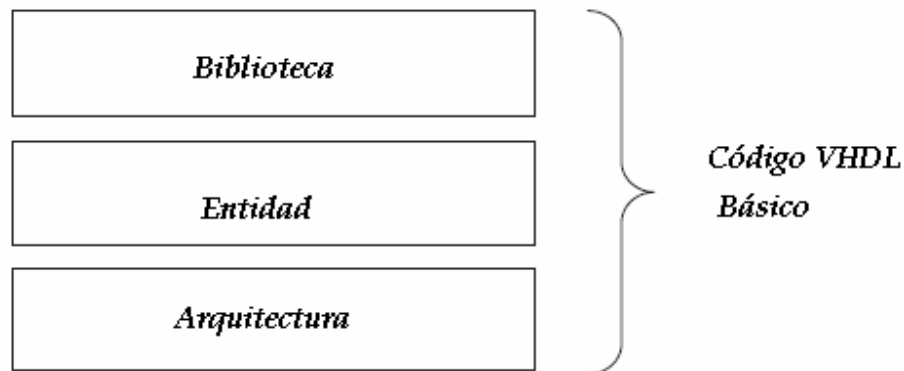 Biblioteca
Entidad
Arquitectura
Código VHDL
Básico